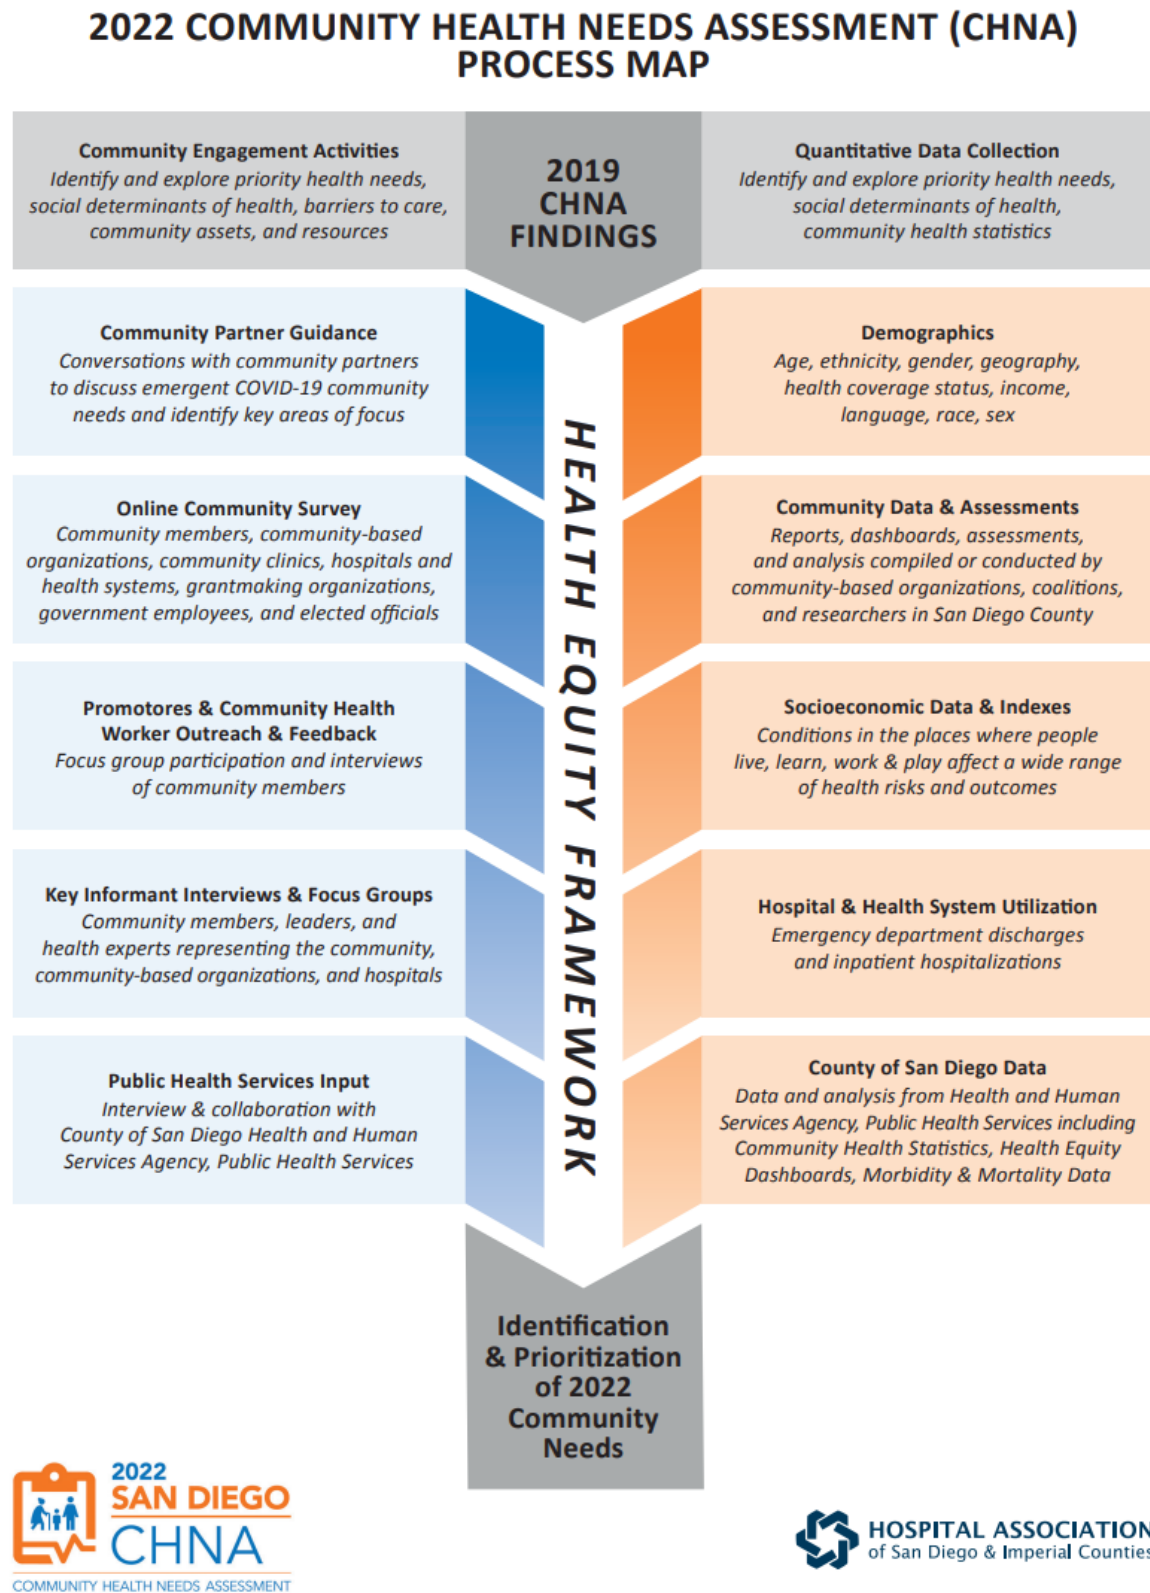 2022 COMMUNITY HEALTH NEEDS ASSESSMENT (CHNA)
PROCESS MAP
Community Engagement Activities
Identify and explore priority health needs,
social determinants of health, barriers to care,
community assets, and resources
2019
CHNA
FINDINGS
Quantitative Data Collection
Identify and explore priority health needs,
social determinants of health,
community health statistics
Community Partner Guidance
Conversations with community partners
to discuss emergent COVID-19 community
needs and identify key areas of focus
Online Community Survey
Community members, community-based
organizations, community clinics, hospitals and
health systems, grantmaking organizations,
government employees, and elected officials
Promotores & Community Health
Worker Outreach & Feedback
Focus group participation and interviews
of community members
Key Informant Interviews & Focus Groups
Community members, leaders, and
health experts representing the community,
community-based organizations, and hospitals
Public Health Services Input
Interview & collaboration with
County of San Diego Health and Human
Services Agency, Public Health Services
HEALTH EQUITY FRAMEWORK
Demographics
Age, ethnicity, gender, geography,
health coverage status, income,
language, race, sex
Community Data & Assessments
Reports, dashboards, assessments,
and analysis compiled or conducted by
community-based organizations, coalitions,
and researchers in San Diego County
Socioeconomic Data & Indexes
Conditions in the places where people
live, learn, work & play affect a wide range
of health risks and outcomes
Hospital & Health System Utilization
Emergency department discharges
and inpatient hospitalizations
County of San Diego Data
Data and analysis from Health and Human
Services Agency, Public Health Services including
Community Health Statistics, Health Equity
Dashboards, Morbidity & Mortality Data
Identification
& Prioritization
of 2022
Community
Needs
2022
SAN DIEGO
CHNA
COMMUNITY HEALTH NEEDS ASSESSMENT
HOSPITAL ASSOCIATION
of San Diego & Imperial Counties